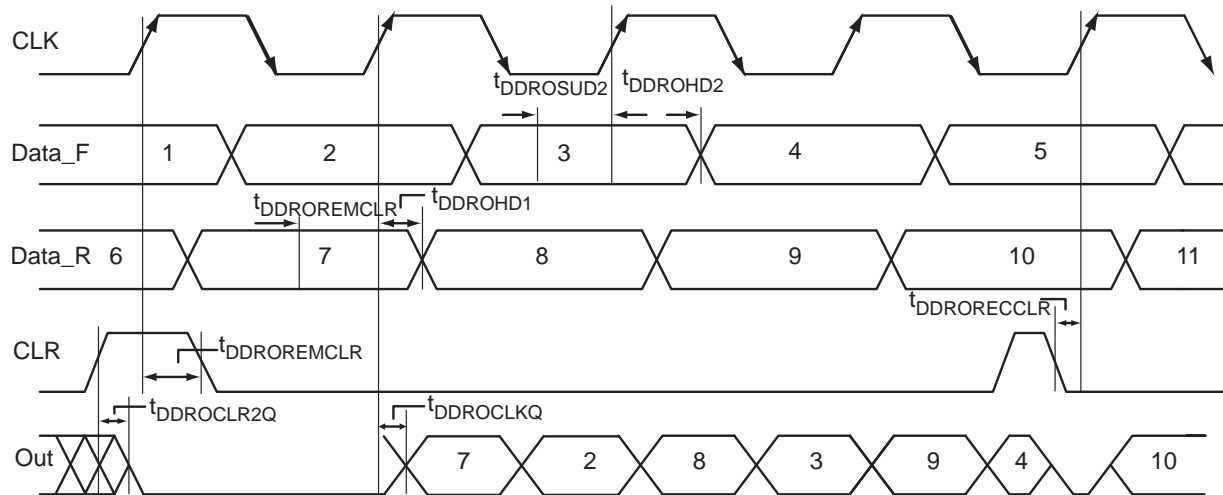 CLK
tDDROSUD2 tDDROHD2
Data_F 1 2 3 4 5
tDDROREMCLR tDDROHD1
Data_R 6 7 8 9 10 11
tDDRORECCLR
CLR tDDROREMCLR
tDDROCLR2Q tDDROCLKQ
Out 7 2 8 3 9 4 10